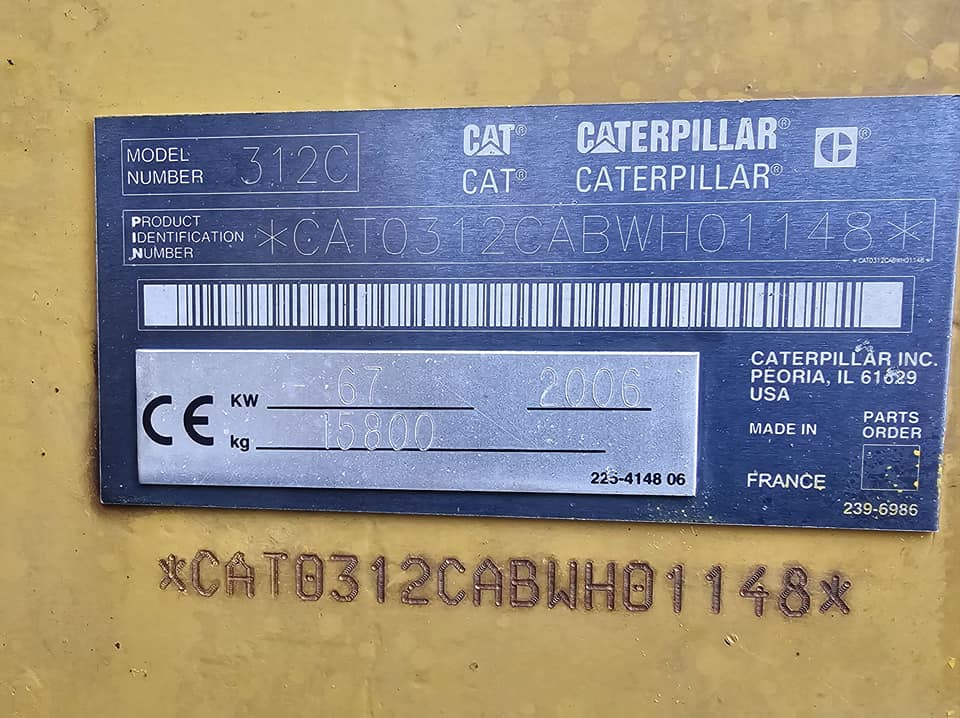 MODEL NUMBER 312C
CAT® CATERPILLAR®
CAT® CATERPILLAR®
PRODUCT IDENTIFICATION NUMBER *CAT0312CABWH01148*
*CAT0312CABWH01148*
CE
KW 67 2006
kg 15800
225-4148 06
CATERPILLAR INC.
PEORIA, IL 61629
USA
MADE IN
FRANCE
PARTS
ORDER
239-6986
*CAT0312CABWH01148*